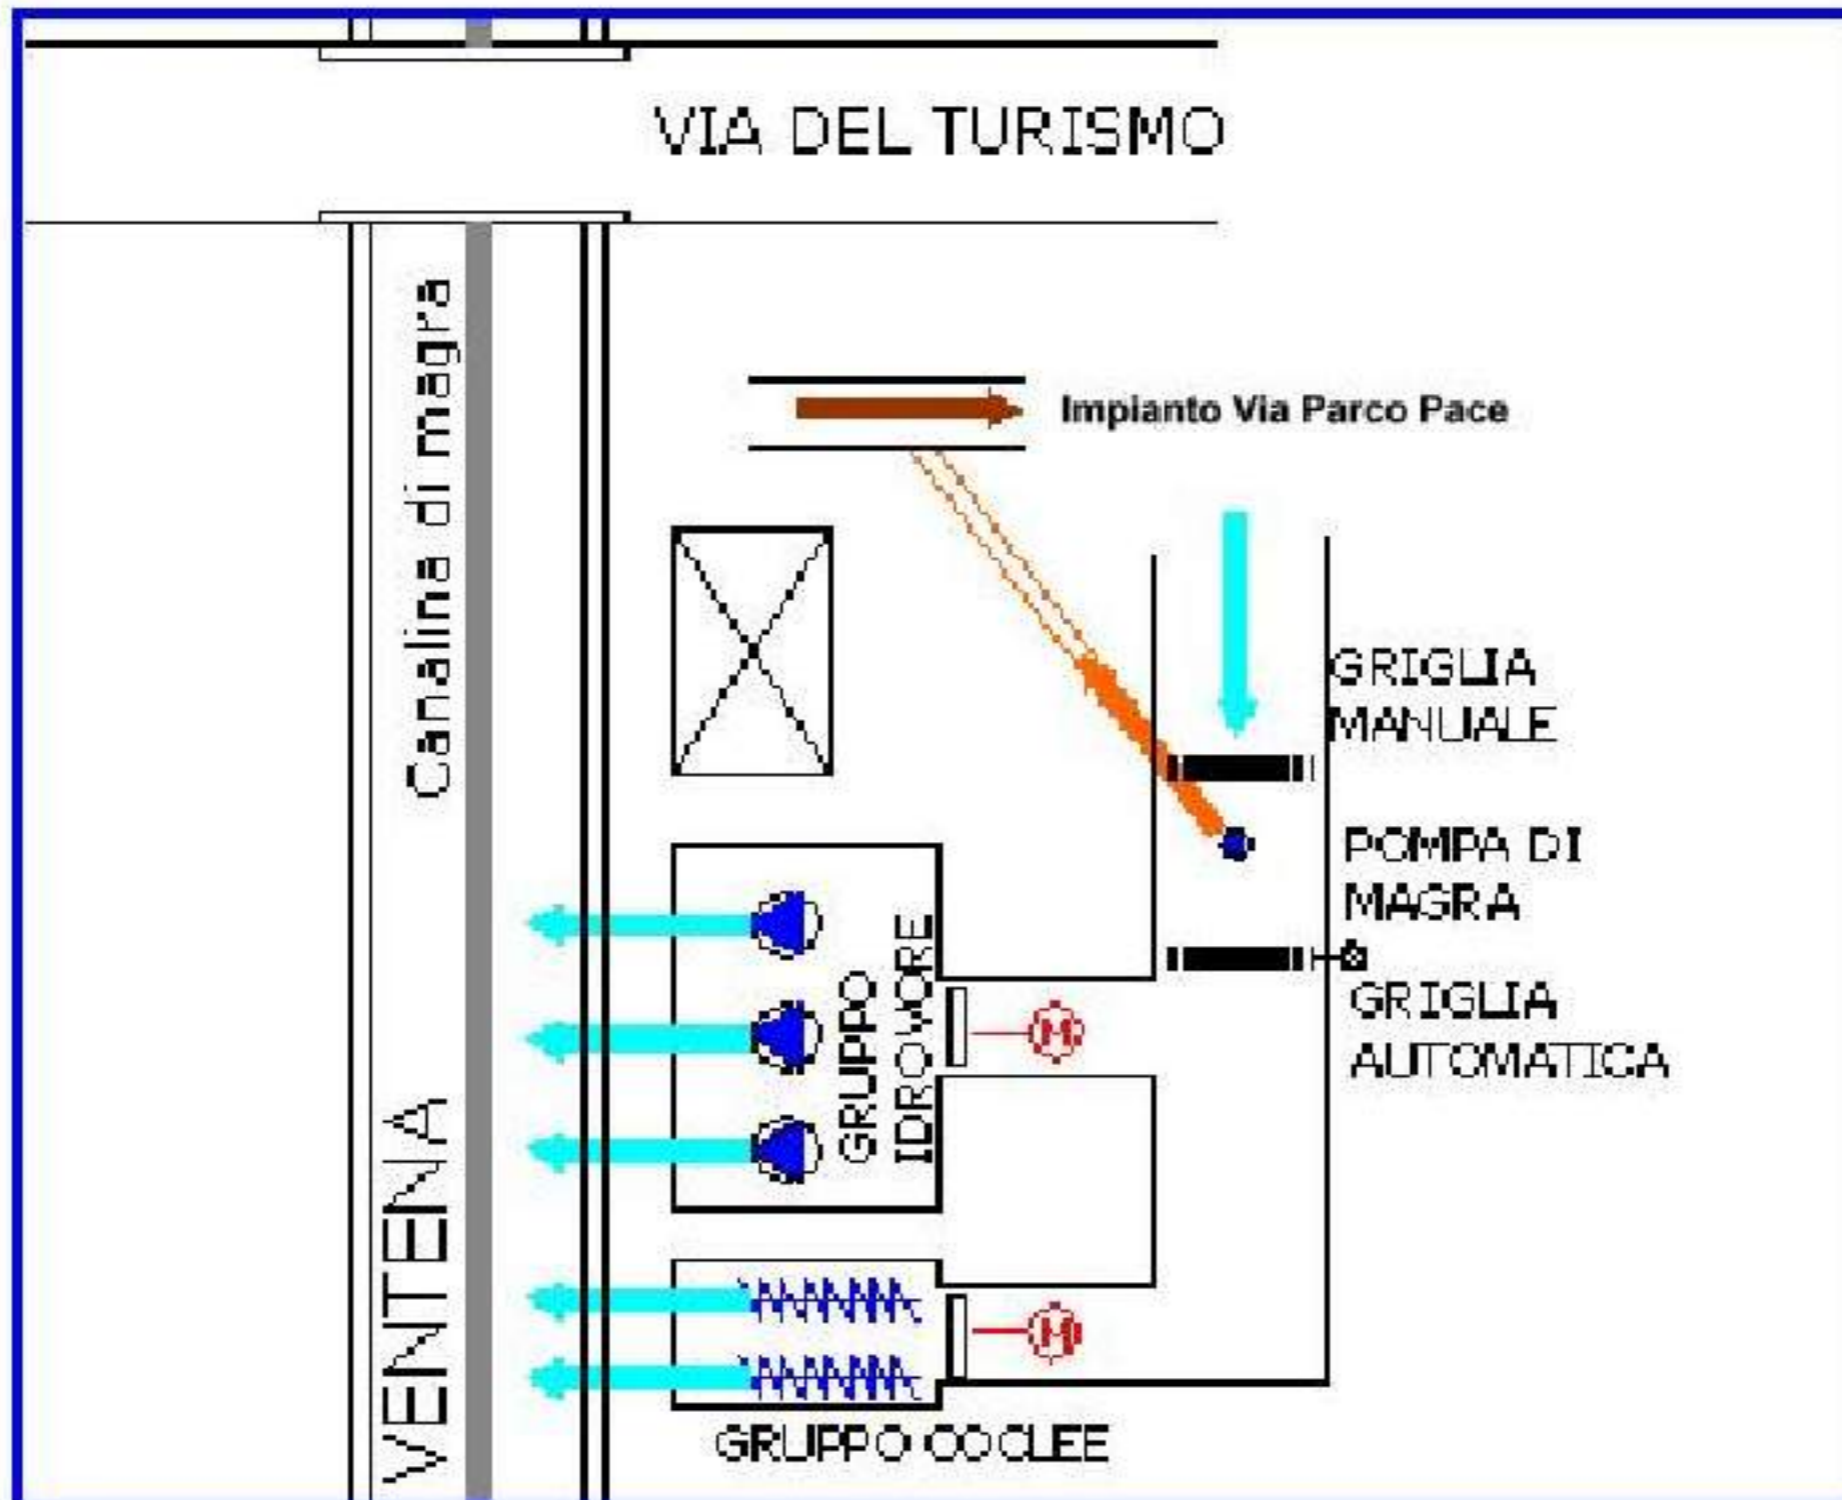 VIA DEL TURISMO
Canalina di magra
Impianto Via Parco Pace
GRIGLIA
MANUALE
POMPA DI
MAGRA
GRIGLIA
AUTOMATICA
GRUPPO
IDROVORE
M
M
VENTENA
GRUPPO COCLEE